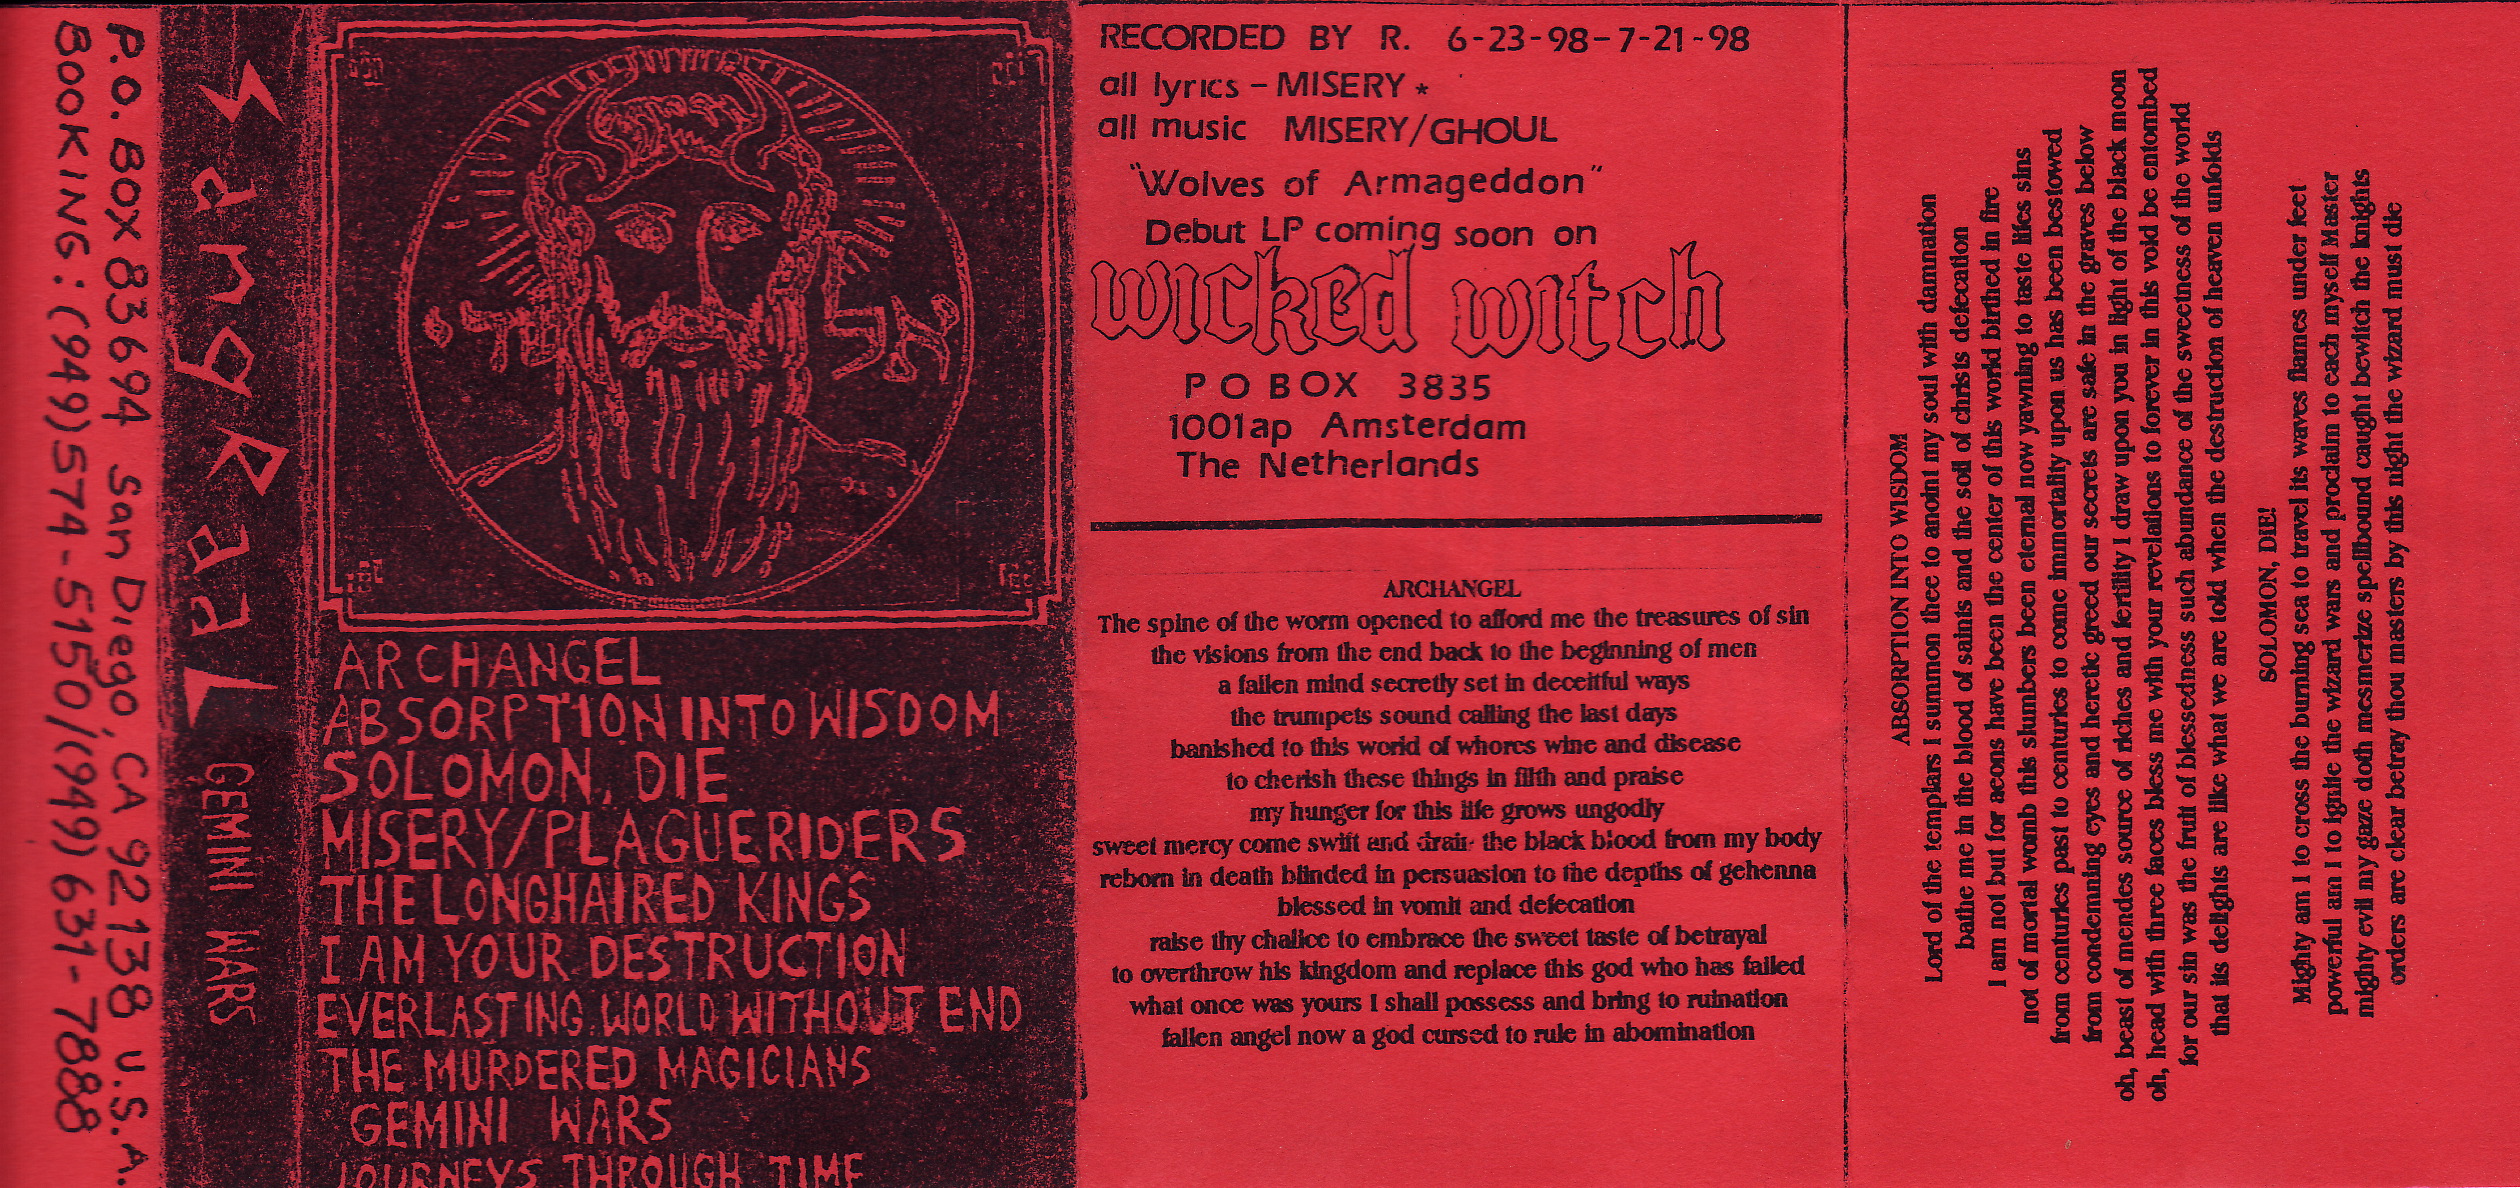 P.O. BOX 83694 San Diego, CA 92138 U.S.A.
BOOKING: (949) 574-5150/(949) 631-7888
sangraal GEMINI WARS
ARCHANGEL
ABSORPTION INTO WISDOM
SOLOMON, DIE
MISERY/PLAGUERIDERS
THE LONGHAIRED KINGS
I AM YOUR DESTRUCTION
EVERLASTING WORLD WITHOUT END
THE MURDERED MAGICIANS
GEMINI WARS
JOURNEYS THROUGH TIME
RECORDED BY R. 6-23-98-7-21-98
all lyrics - MISERY *
all music MISERY/GHOUL
"Wolves of Armageddon"
Debut LP coming soon on
wicked witch
P O BOX 3835
1001ap Amsterdam
The Netherlands
ARCHANGEL
The spine of the worm opened to afford me the treasures of sin
the visions from the end back to the beginning of men
a fallen mind secretly set in deceitful ways
the trumpets sound calling the last days
banished to this world of whores wine and disease
to cherish these things in filth and praise
my hunger for this life grows ungodly
sweet mercy come swift and drain the black blood from my body
reborn in death blinded in persuasion to the depths of gehenna
blessed in vomit and defecation
raise thy chalice to embrace the sweet taste of betrayal
to overthrow his kingdom and replace this god who has failed
what once was yours I shall possess and bring to ruination
fallen angel now a god cursed to rule in abomination
ABSORPTION INTO WISDOM
Lord of the templars I summon thee to anoint my soul with damnation
bathe me in the blood of saints and the soil of christs defecation
I am not but for aeons have been the center of this world birthed in fire
not of mortal womb this slumbers been eternal now yawning to taste lifes sins
from centuries past to centuries to come immortality upon us has been bestowed
from condemning eyes and heretic greed our secrets are safe in the graves below
oh, beast of mendes source of riches and fertility I draw upon you in light of the black moon
oh, head with three faces bless me with your revelations to forever in this void be entombed
for our sin was the fruit of blessedness such abundance of the sweetness of the world
that its delights are like what we are told when the destruction of heaven unfolds
SOLOMON, DIE!
Mighty am I to cross the burning sea to travel its waves flames under feet
powerful am I to ignite the wizard wars and proclaim to each myself Master
mighty evil my gaze doth mesmerize spellbound caught bewitch the knights
orders are clear betray thou masters by this night the wizard must die